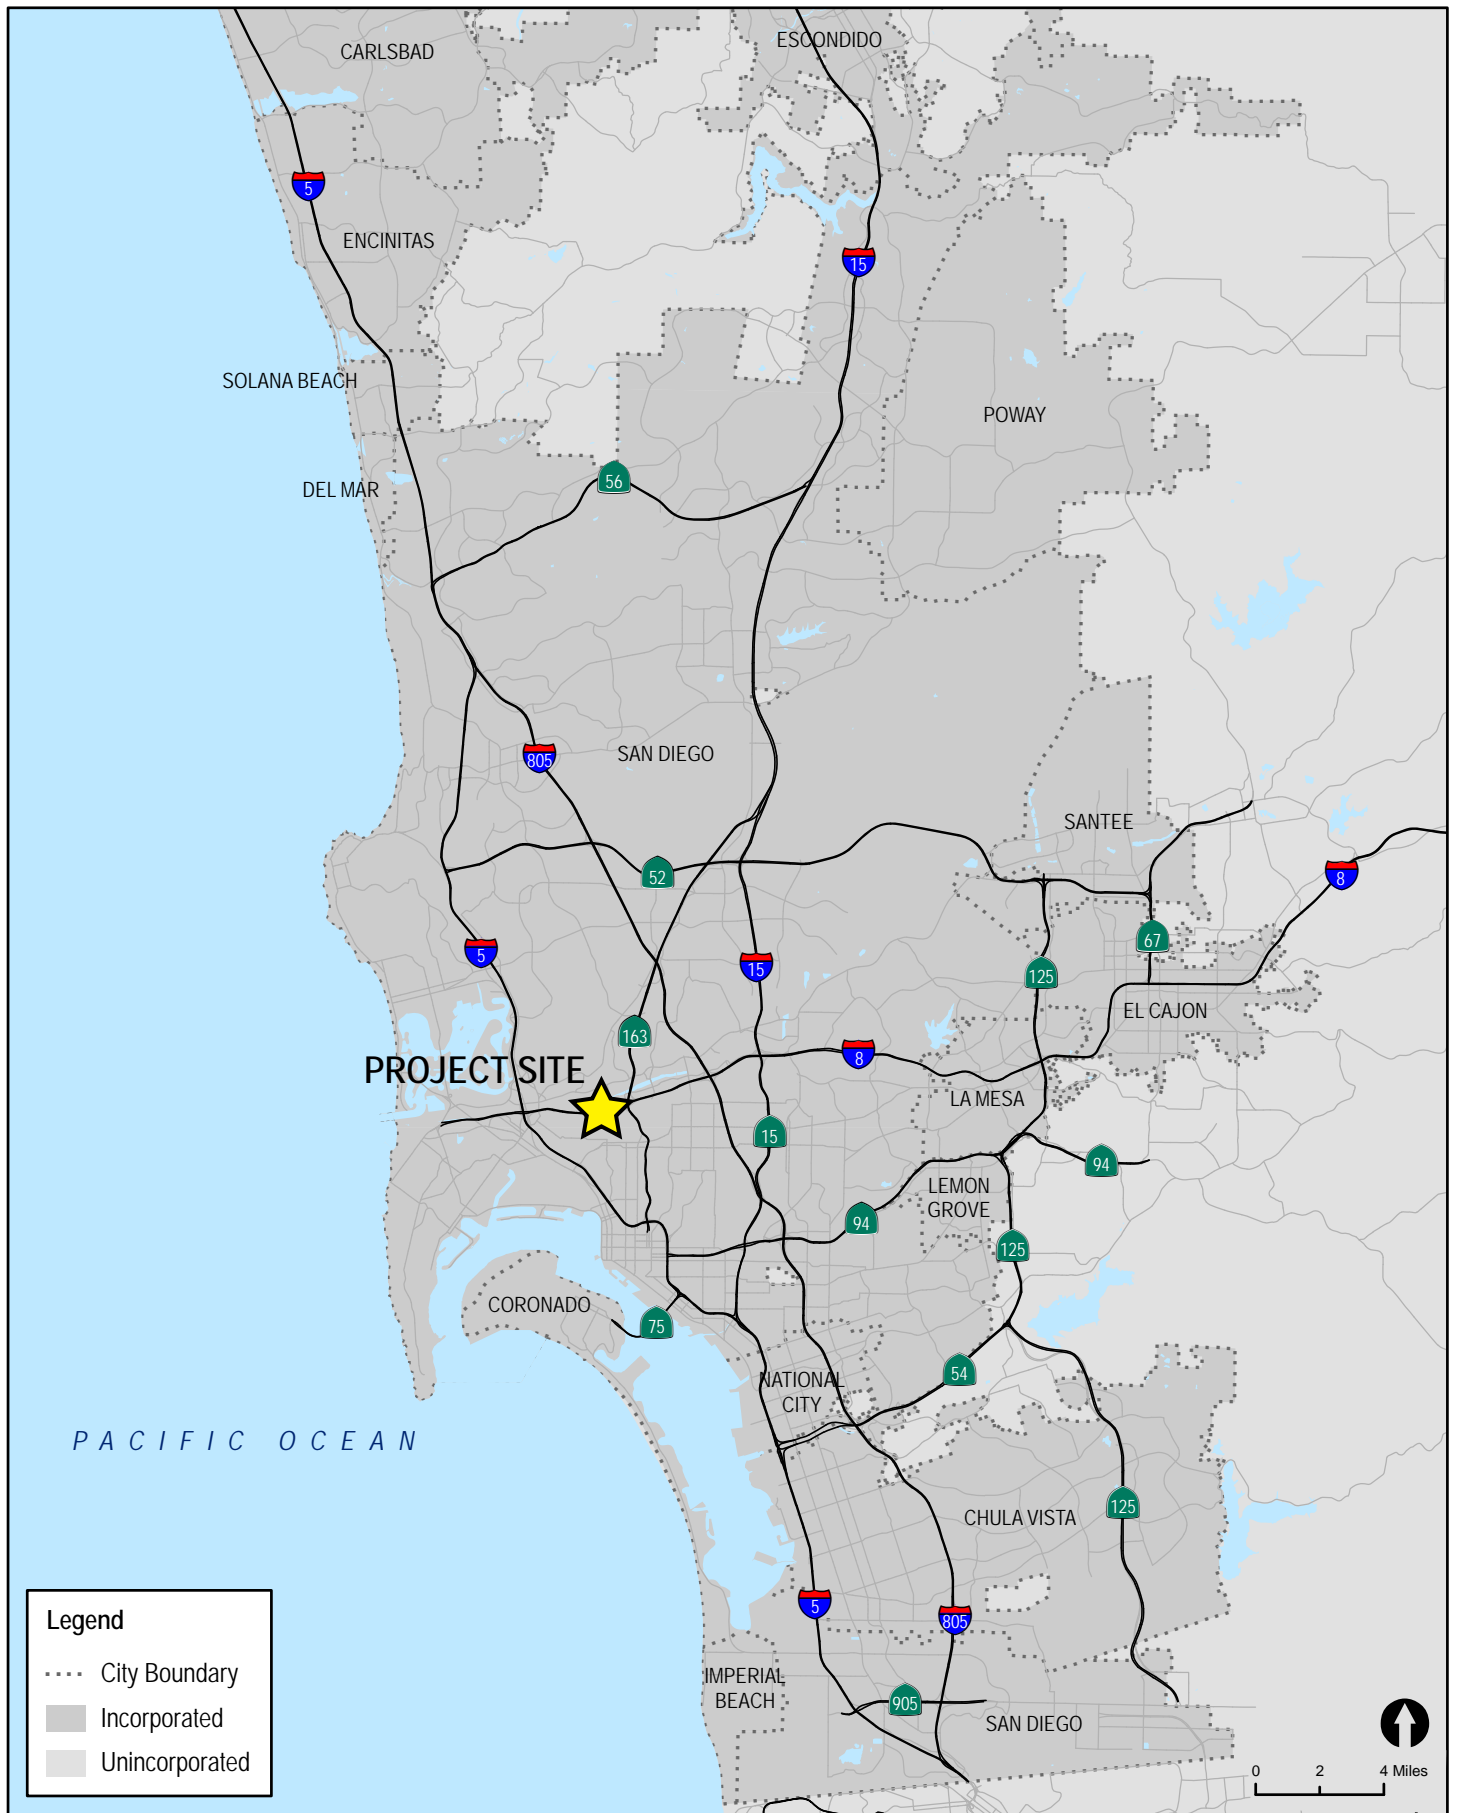 CARLSBAD
ESCONDIDO
5
ENCINITAS
15
SOLANA BEACH
POWAY
56
DEL MAR
805
SAN DIEGO
SANTEE
52
8
5
15
67
125
EL CAJON
163
8
PROJECT SITE
LA MESA
15
94
LEMON
GROVE
94
125
CORONADO
75
54
NATIONAL
CITY
PACIFIC OCEAN
125
CHULA VISTA
5
805
IMPERIAL
BEACH
905
SAN DIEGO
Legend
City Boundary
Incorporated
Unincorporated
0 2 4 Miles